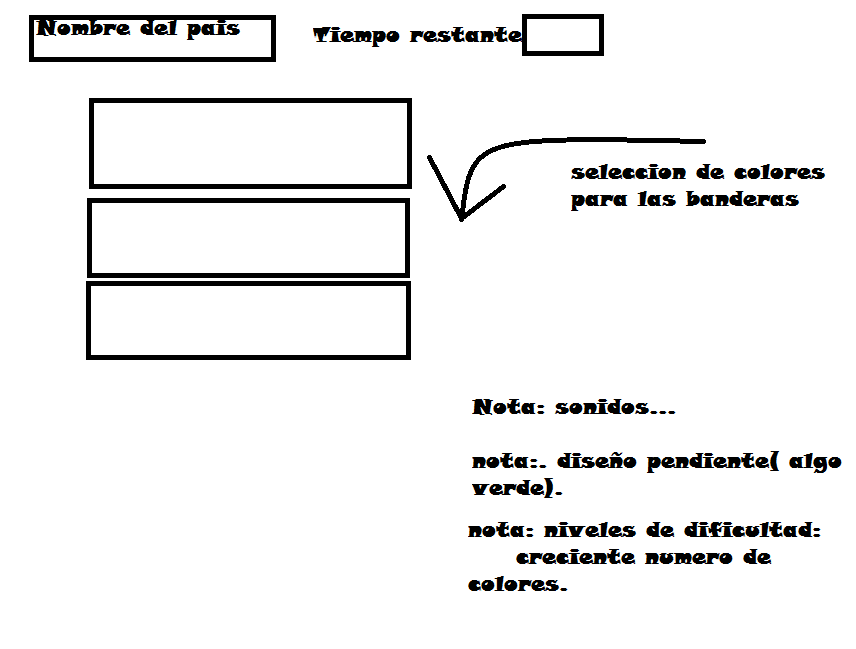 Nombre del pais
Tiempo restante
seleccion de colores
para las banderas
Nota: sonidos...
nota:. diseño pendiente( algo
verde).
nota: niveles de dificultad:
creciente numero de
colores.